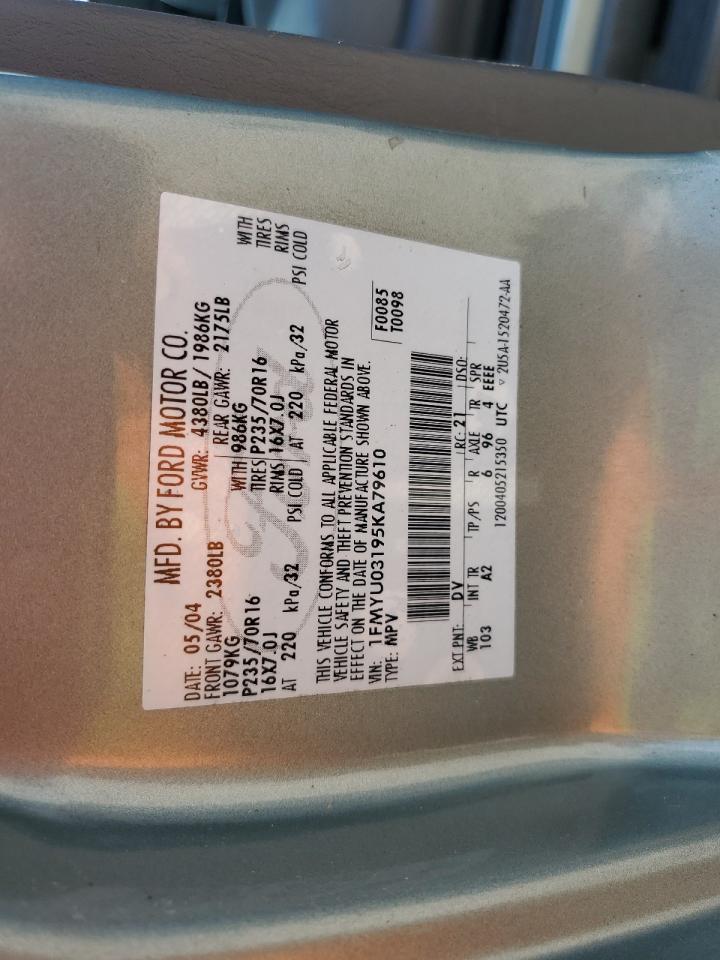 MFD. BY FORD MOTOR CO.
DATE: 05/04 GVWR: 4380LB/ 1986KG
FRONT GAWR: 2380LB REAR GAWR: 2175LB
1079KG WITH 986KG WITH
P235/70R16 TIRES P235/70R16 TIRES
16X7.0J RIMS 16X7.0J RIMS
AT 220 kPa/32 PSI COLD AT 220 kPa/32 PSI COLD
THIS VEHICLE CONFORMS TO ALL APPLICABLE FEDERAL MOTOR
VEHICLE SAFETY AND THEFT PREVENTION STANDARDS IN
EFFECT ON THE DATE OF MANUFACTURE SHOWN ABOVE.
VIN: 1FMYU03195KA79610 F0085
TYPE: MPV T0098
EXT PNT: DV RC: 21 DSO:
WB INT TR TP/PS R AXLE TR SPR
103 A2 6 96 4 EEEE
1200405215350 UTC ▽ 2U5A-1520472-AA
Ford